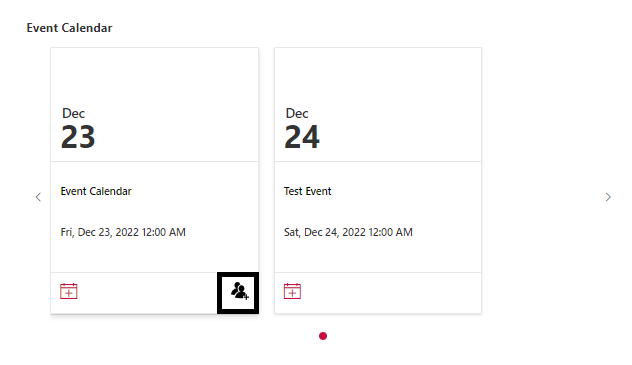 Event Calendar
Dec
23
Event Calendar
Fri, Dec 23, 2022 12:00 AM
Dec
24
Test Event
Sat, Dec 24, 2022 12:00 AM